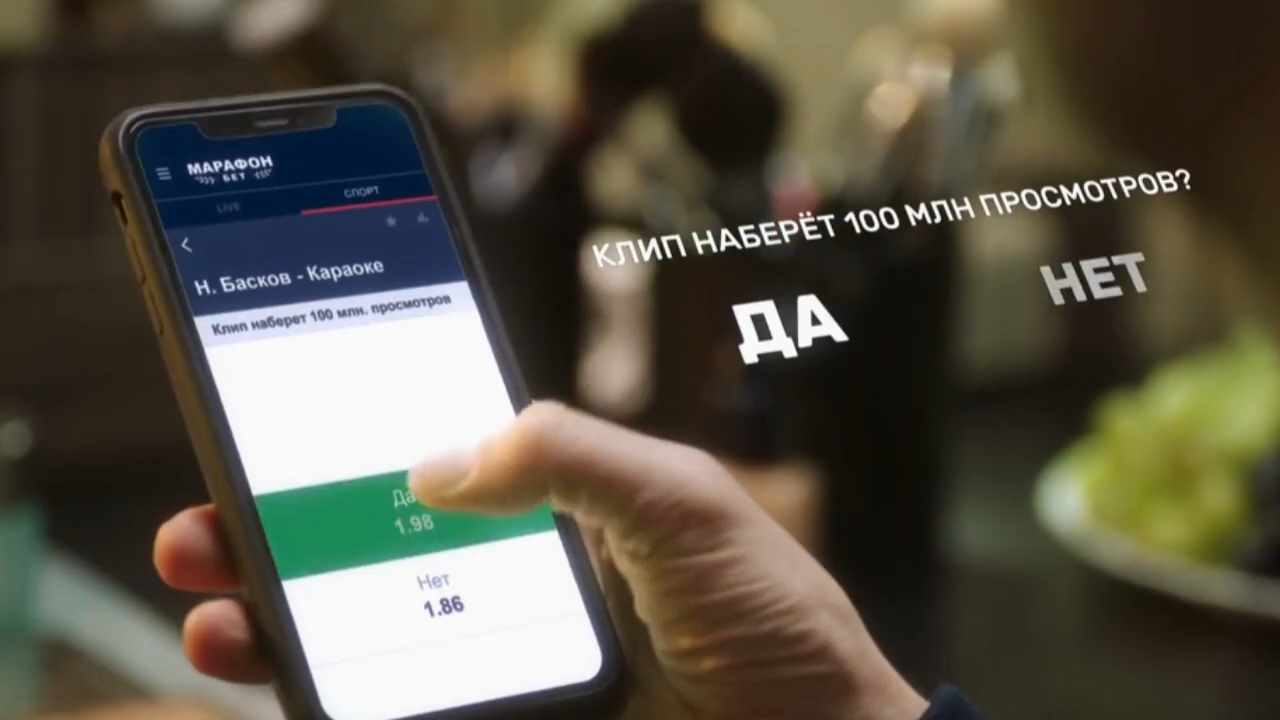 МАРАФОН
БЕТ
LIVE
СПОРТ
Н. Басков - Караоке
Клип наберет 100 млн. просмотров
Да
1.98
Нет
1.86
КЛИП НАБЕРЁТ 100 МЛН ПРОСМОТРОВ?
ДА
НЕТ